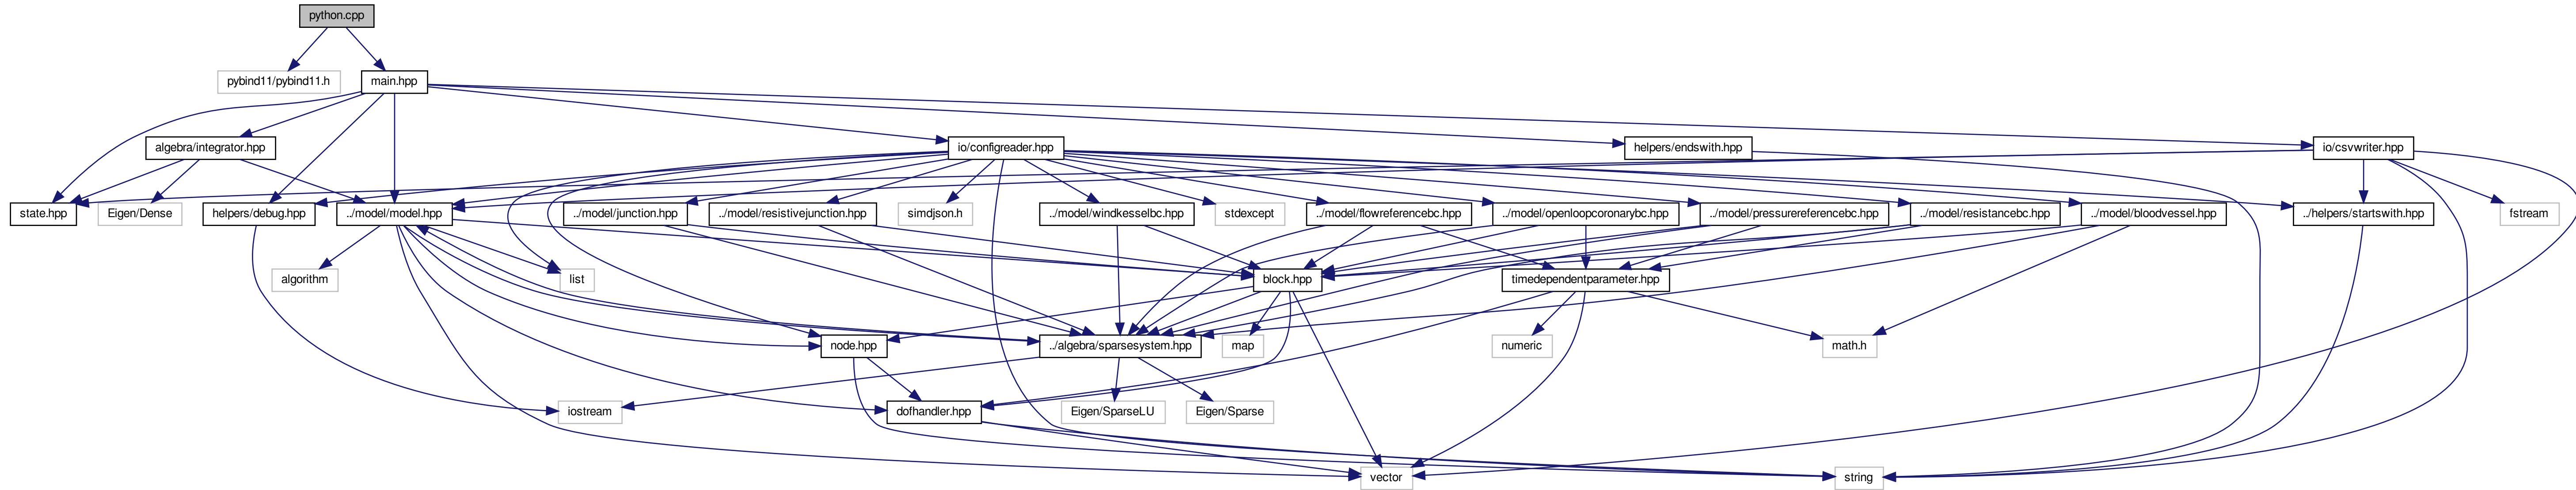 python.cpp
pybind11/pybind11.h
main.hpp
algebra/integrator.hpp
io/configreader.hpp
helpers/endswith.hpp
io/csvwriter.hpp
state.hpp
Eigen/Dense
helpers/debug.hpp
../model/model.hpp
../model/junction.hpp
../model/resistivejunction.hpp
simdjson.h
../model/windkesselbc.hpp
stdexcept
../model/flowreferencebc.hpp
../model/openloopcoronarybc.hpp
../model/pressurereferencebc.hpp
../model/resistancebc.hpp
../model/bloodvessel.hpp
../helpers/startswith.hpp
fstream
algorithm
list
block.hpp
timedependentparameter.hpp
node.hpp
../algebra/sparsesystem.hpp
map
numeric
math.h
iostream
dofhandler.hpp
Eigen/SparseLU
Eigen/Sparse
vector
string